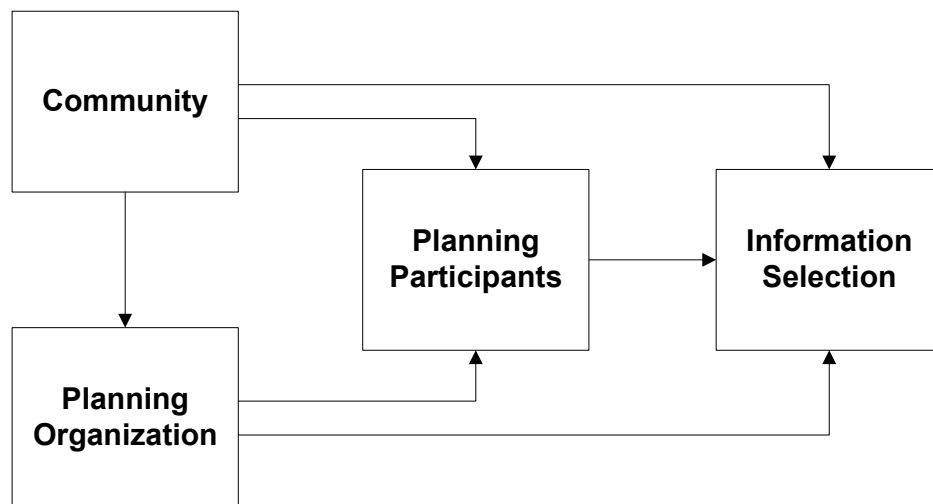 Community
Planning
Participants
Information
Selection
Planning
Organization